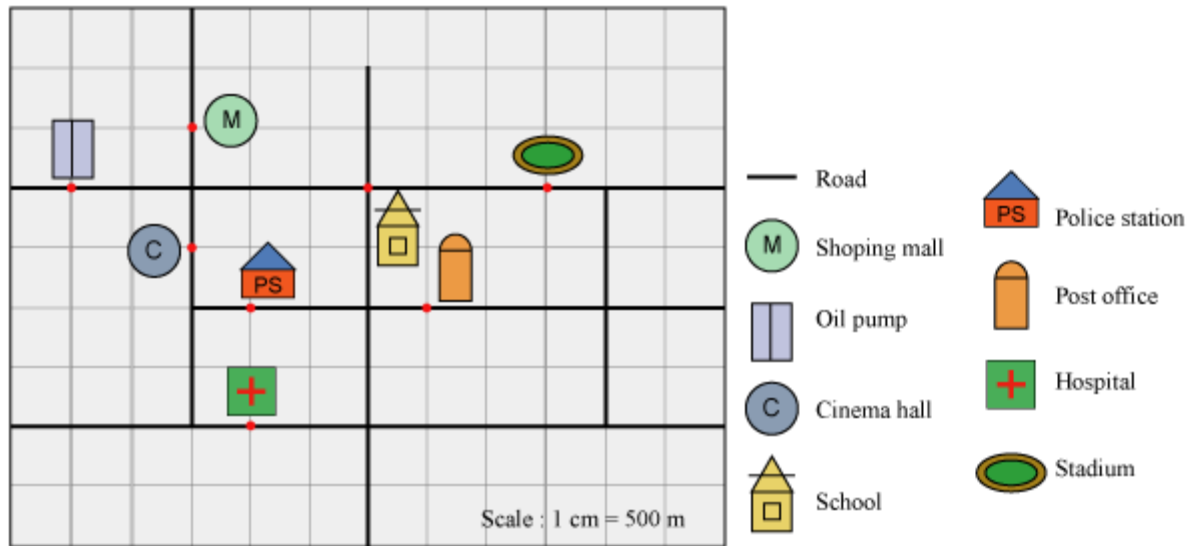 M
C
PS
Scale : 1 cm = 500 m
Road
Shoping mall
M
Oil pump
Cinema hall
C
School
Police station
PS
Post office
Hospital
Stadium